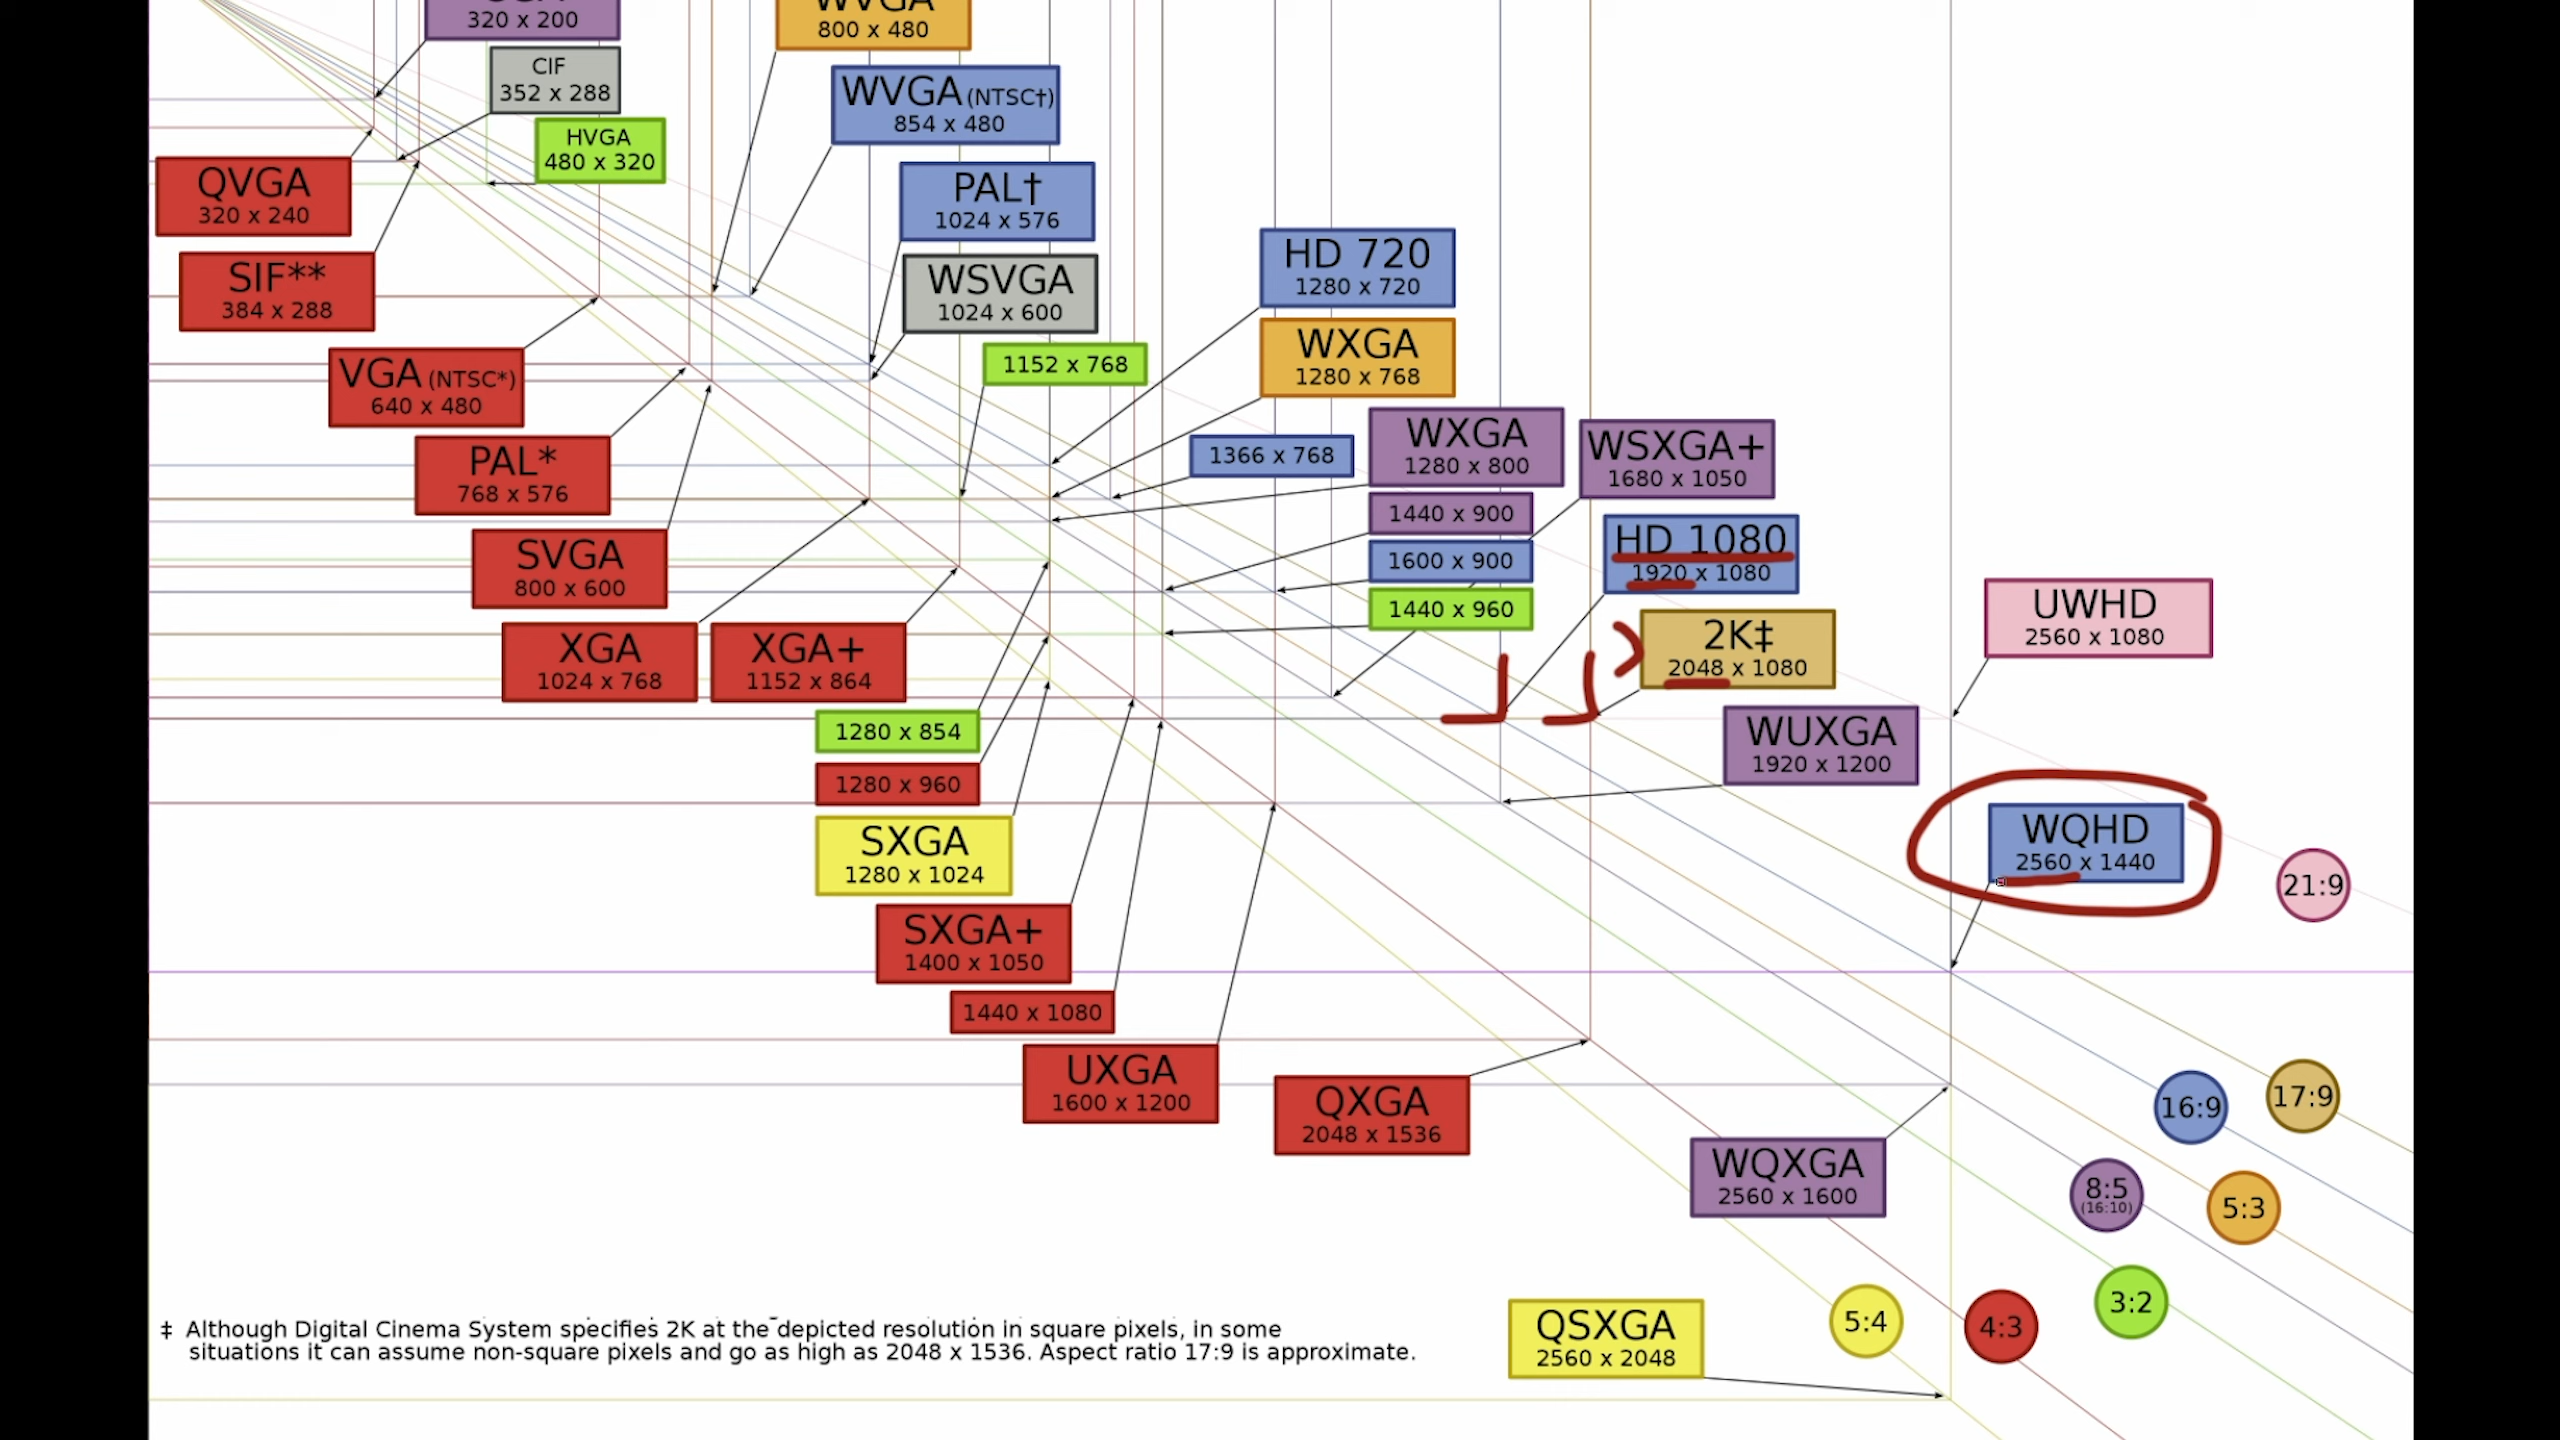 320 x 200
WVGA
800 x 480
CIF
352 x 288
WVGA (NTSC†)
854 x 480
HVGA
480 x 320
QVGA
320 x 240
PAL†
1024 x 576
SIF**
384 x 288
WSVGA
1024 x 600
HD 720
1280 x 720
VGA (NTSC*)
640 x 480
1152 x 768
WXGA
1280 x 768
PAL*
768 x 576
1366 x 768
WXGA
1280 x 800
WSXGA+
1680 x 1050
1440 x 900
SVGA
800 x 600
1600 x 900
HD 1080
1920 x 1080
1440 x 960
UWHD
2560 x 1080
XGA
1024 x 768
XGA+
1152 x 864
2K‡
2048 x 1080
1280 x 854
WUXGA
1920 x 1200
1280 x 960
SXGA
1280 x 1024
WQHD
2560 x 1440
21:9
SXGA+
1400 x 1050
1440 x 1080
UXGA
1600 x 1200
QXGA
2048 x 1536
16:9
17:9
WQXGA
2560 x 1600
8:5
(16:10)
5:3
3:2
QSXGA
2560 x 2048
5:4
4:3
‡ Although Digital Cinema System specifies 2K at the depicted resolution in square pixels, in some
situations it can assume non-square pixels and go as high as 2048 x 1536. Aspect ratio 17:9 is approximate.